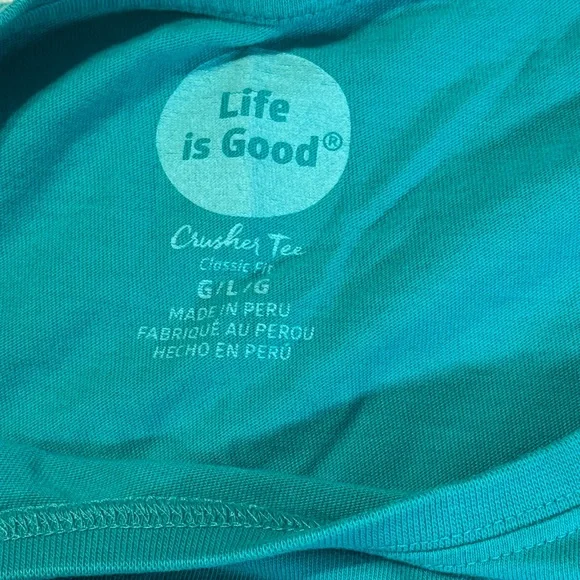 Life
is Good®
Crusher Tee
Classic Fit
G/L/G
MADE IN PERU
FABRIQUÉ AU PEROU
HECHO EN PERÚ